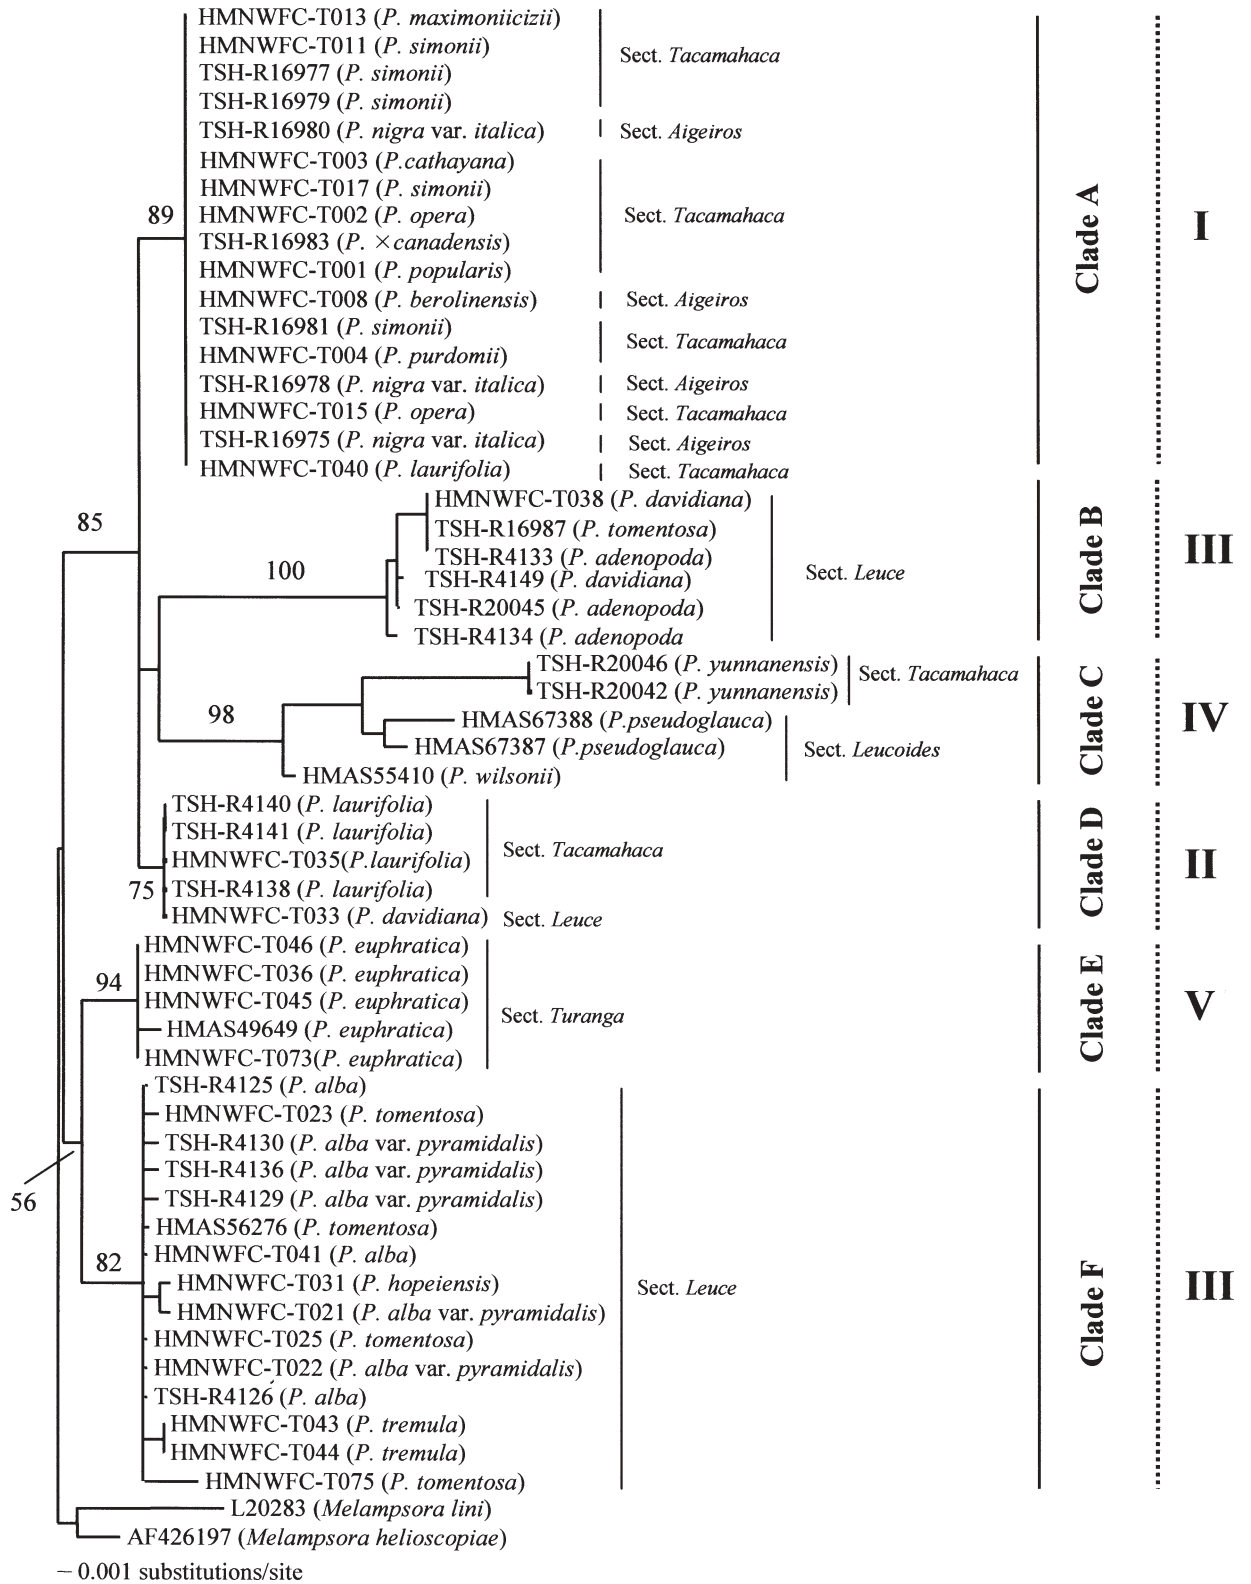 HMNWFC-T013 (P. maximoniicizii)
HMNWFC-T011 (P. simonii)
Sect. Tacamahaca
TSH-R16977 (P. simonii)
TSH-R16979 (P. simonii)
TSH-R16980 (P. nigra var. italica) Sect. Aigeiros
HMNWFC-T003 (P.cathayana)
HMNWFC-T017 (P. simonii)
HMNWFC-T002 (P. opera) Sect. Tacamahaca
89
TSH-R16983 (P. ×canadensis)
HMNWFC-T001 (P. popularis)
Clade A
I
HMNWFC-T008 (P. berolinensis) Sect. Aigeiros
TSH-R16981 (P. simonii)
Sect. Tacamahaca
HMNWFC-T004 (P. purdomii)
TSH-R16978 (P. nigra var. italica) Sect. Aigeiros
HMNWFC-T015 (P. opera) Sect. Tacamahaca
TSH-R16975 (P. nigra var. italica) Sect. Aigeiros
HMNWFC-T040 (P. laurifolia) Sect. Tacamahaca
HMNWFC-T038 (P. davidiana)
85
TSH-R16987 (P. tomentosa)
TSH-R4133 (P. adenopoda)
100
Sect. Leuce
Clade B
III
TSH-R4149 (P. davidiana)
TSH-R20045 (P. adenopoda)
TSH-R4134 (P. adenopoda
TSH-R20046 (P. yunnanensis)
Sect. Tacamahaca
TSH-R20042 (P. yunnanensis)
98
HMAS67388 (P.pseudoglauca)
Clade C
IV
HMAS67387 (P.pseudoglauca) Sect. Leucoides
HMAS55410 (P. wilsonii)
TSH-R4140 (P. laurifolia)
TSH-R4141 (P. laurifolia)
Sect. Tacamahaca
HMNWFC-T035(P.laurifolia)
Clade D
II
75
TSH-R4138 (P. laurifolia)
HMNWFC-T033 (P. davidiana) Sect. Leuce
HMNWFC-T046 (P. euphratica)
HMNWFC-T036 (P. euphratica)
94
HMNWFC-T045 (P. euphratica)
Sect. Turanga
Clade E
V
HMAS49649 (P. euphratica)
HMNWFC-T073(P. euphratica)
TSH-R4125 (P. alba)
HMNWFC-T023 (P. tomentosa)
TSH-R4130 (P. alba var. pyramidalis)
TSH-R4136 (P. alba var. pyramidalis)
56
TSH-R4129 (P. alba var. pyramidalis)
HMAS56276 (P. tomentosa)
HMNWFC-T041 (P. alba)
82
HMNWFC-T031 (P. hopeiensis)
Sect. Leuce
Clade F
III
HMNWFC-T021 (P. alba var. pyramidalis)
HMNWFC-T025 (P. tomentosa)
HMNWFC-T022 (P. alba var. pyramidalis)
TSH-R4126 (P. alba)
HMNWFC-T043 (P. tremula)
HMNWFC-T044 (P. tremula)
HMNWFC-T075 (P. tomentosa)
L20283 (Melampsora lini)
AF426197 (Melampsora helioscopiae)
0.001 substitutions/site